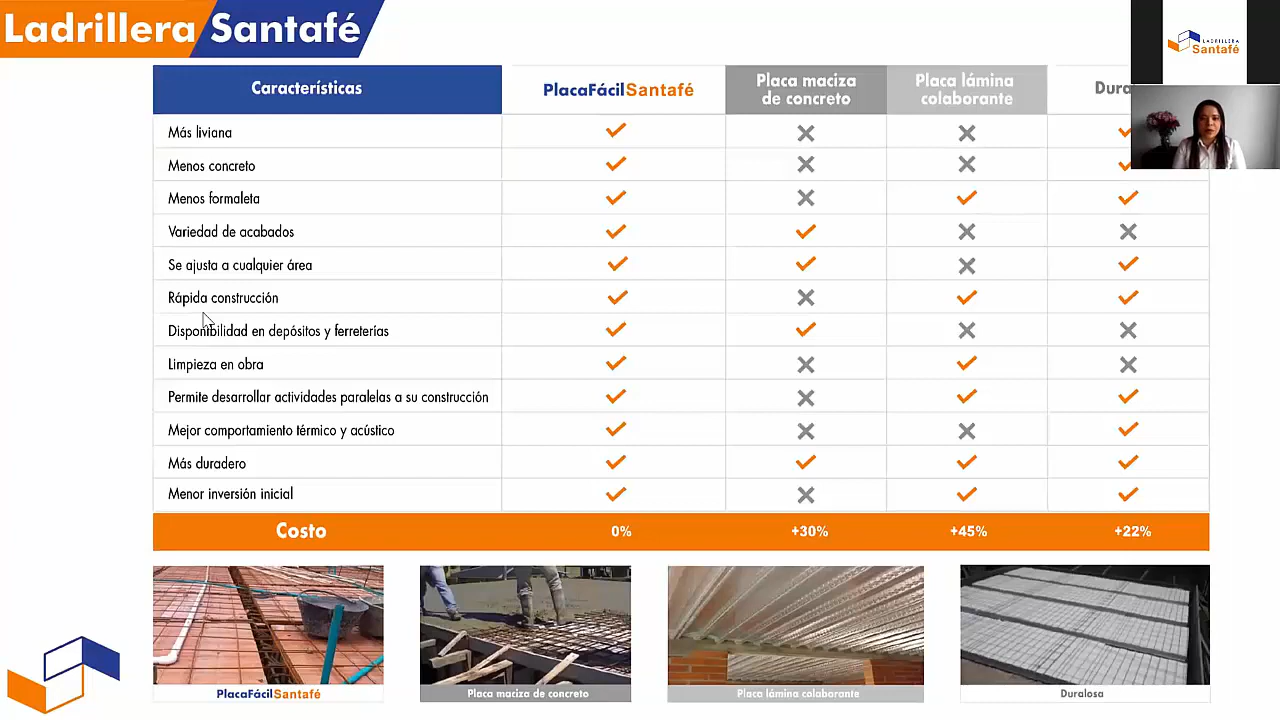 Ladrillera Santafé
LADRILLERA
Santafé
Características
PlacaFácilSantafé
Placa maciza
de concreto
Placa lámina
colaborante
Más liviana
Menos concreto
Menos formaleta
Variedad de acabados
Se ajusta a cualquier área
Rápida construcción
Disponibilidad en depósitos y ferreterías
Limpieza en obra
Permite desarrollar actividades paralelas a su construcción
Mejor comportamiento térmico y acústico
Más duradero
Menor inversión inicial
Costo 0% +30% +45% +22%
PlacaFácilSantafé
Placa maciza de concreto
Placa lámina colaborante
Duralosa